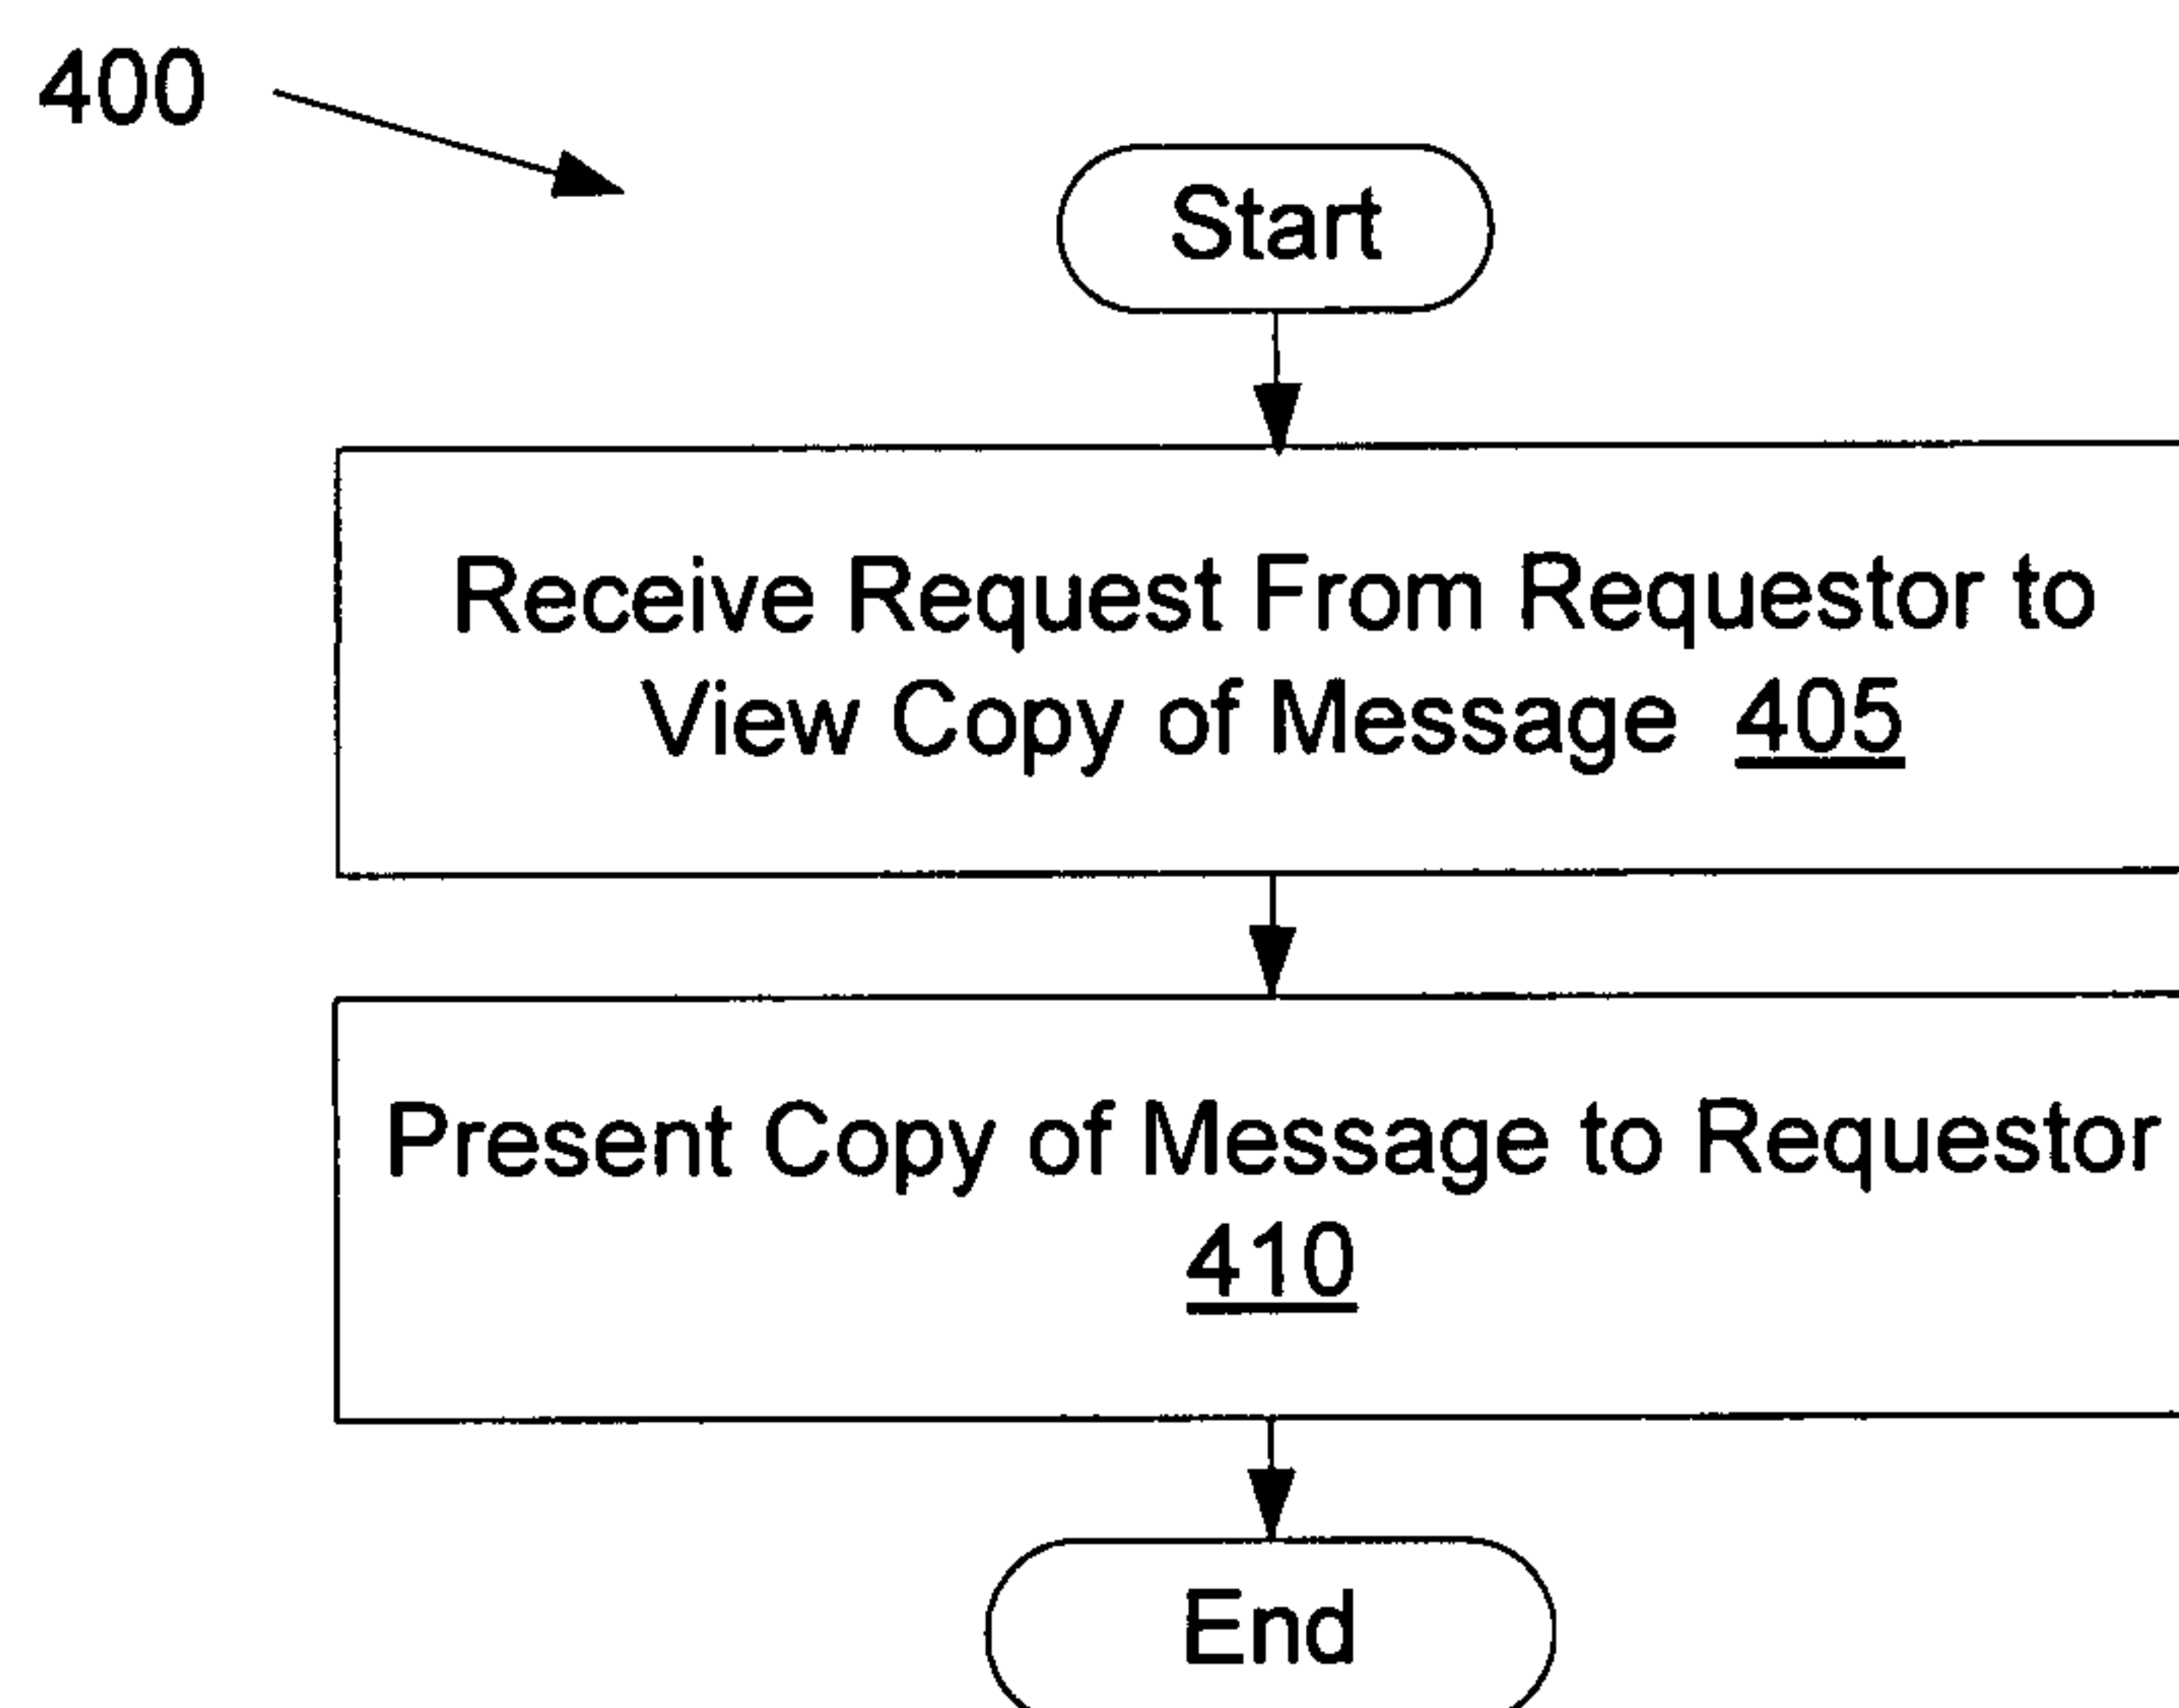 400
Start
Receive Request From Requestor to
View Copy of Message 405
Present Copy of Message to Requestor
410
End